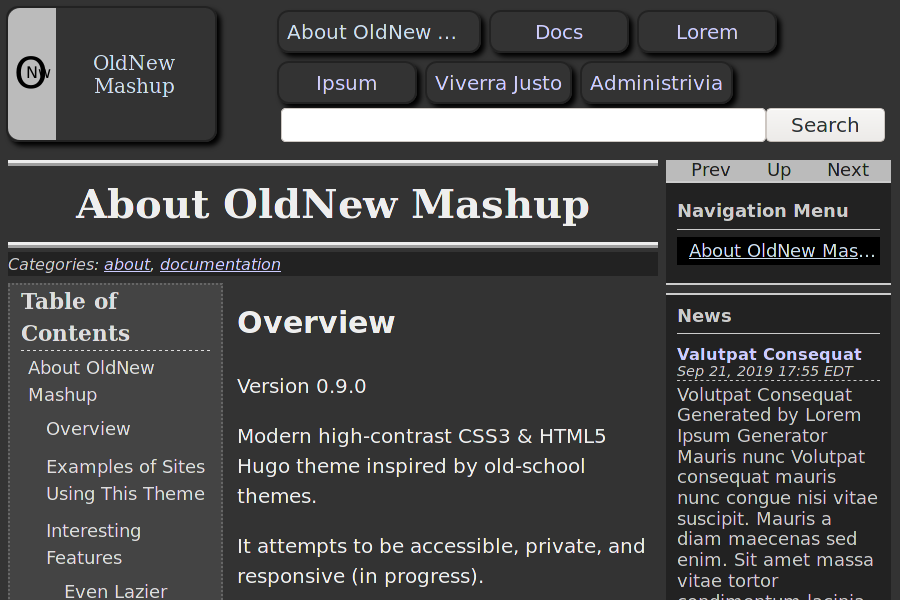 OldNew
Mashup
About OldNew ...
Docs
Lorem
Ipsum
Viverra Justo
Administrivia
Search
About OldNew Mashup
Categories: about, documentation
Table of
Contents
About OldNew
Mashup
Overview
Examples of Sites
Using This Theme
Interesting
Features
Even Lazier
Overview
Version 0.9.0
Modern high-contrast CSS3 & HTML5
Hugo theme inspired by old-school
themes.
It attempts to be accessible, private, and
responsive (in progress).
Prev Up Next
Navigation Menu
About OldNew Mas...
News
Valutpat Consequat
Sep 21, 2019 17:55 EDT
Volutpat Consequat
Generated by Lorem
Ipsum Generator
Mauris nunc Volutpat
consequat mauris
nunc congue nisi vitae
suscipit. Mauris a
diam maecenas sed
enim. Sit amet massa
vitae tortor
condimentum lacinia